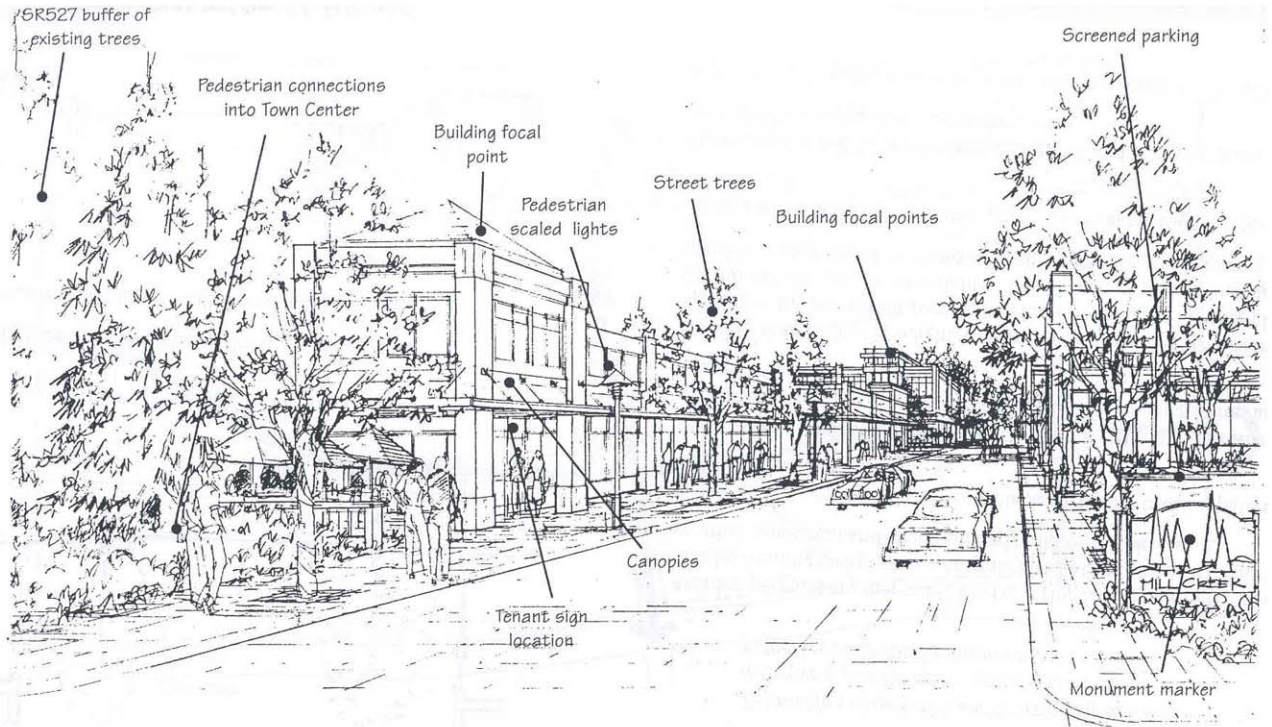 SR527 buffer of
existing trees
Screened parking
Pedestrian connections
into Town Center
Building focal
point
Street trees
Pedestrian
scaled lights
Building focal points
Canopies
MILL CREEK
Tenant sign
location
Monument marker